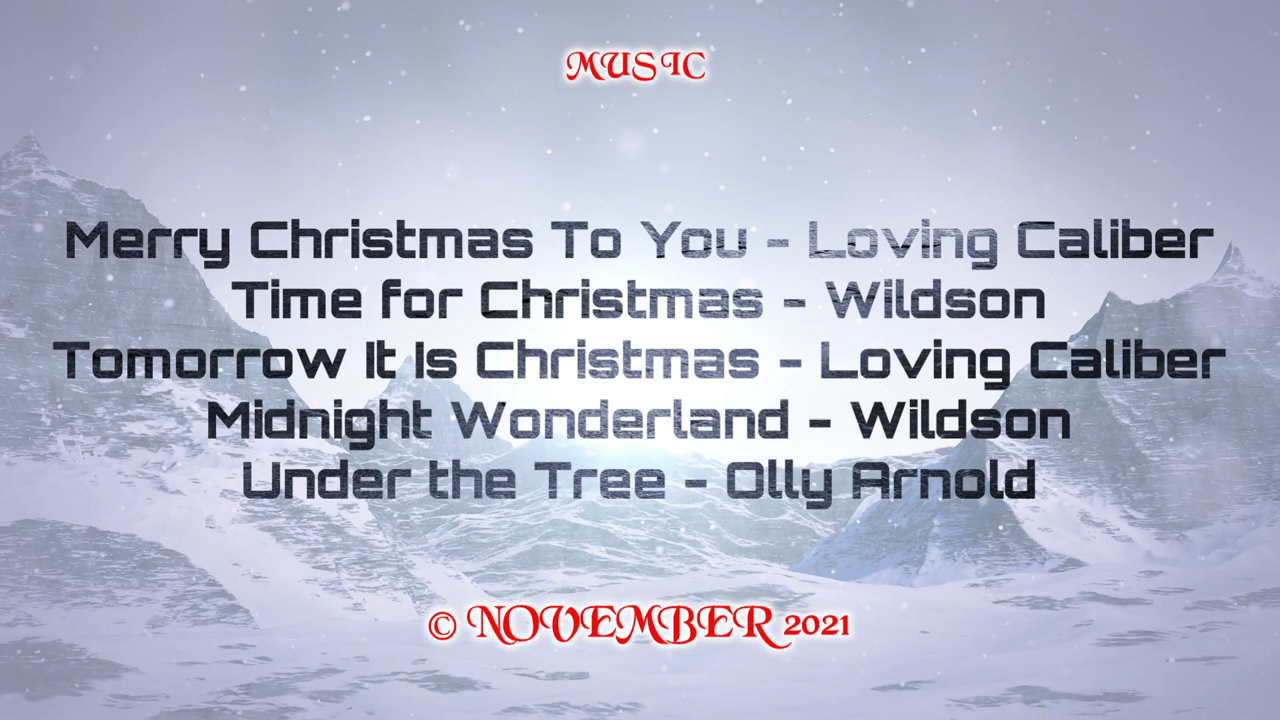 MUSIC
Merry Christmas To You - Loving Caliber
Time for Christmas - Wildson
Tomorrow It Is Christmas - Loving Caliber
Midnight Wonderland - Wildson
Under the Tree - Olly Arnold
© NOVEMBER 2021